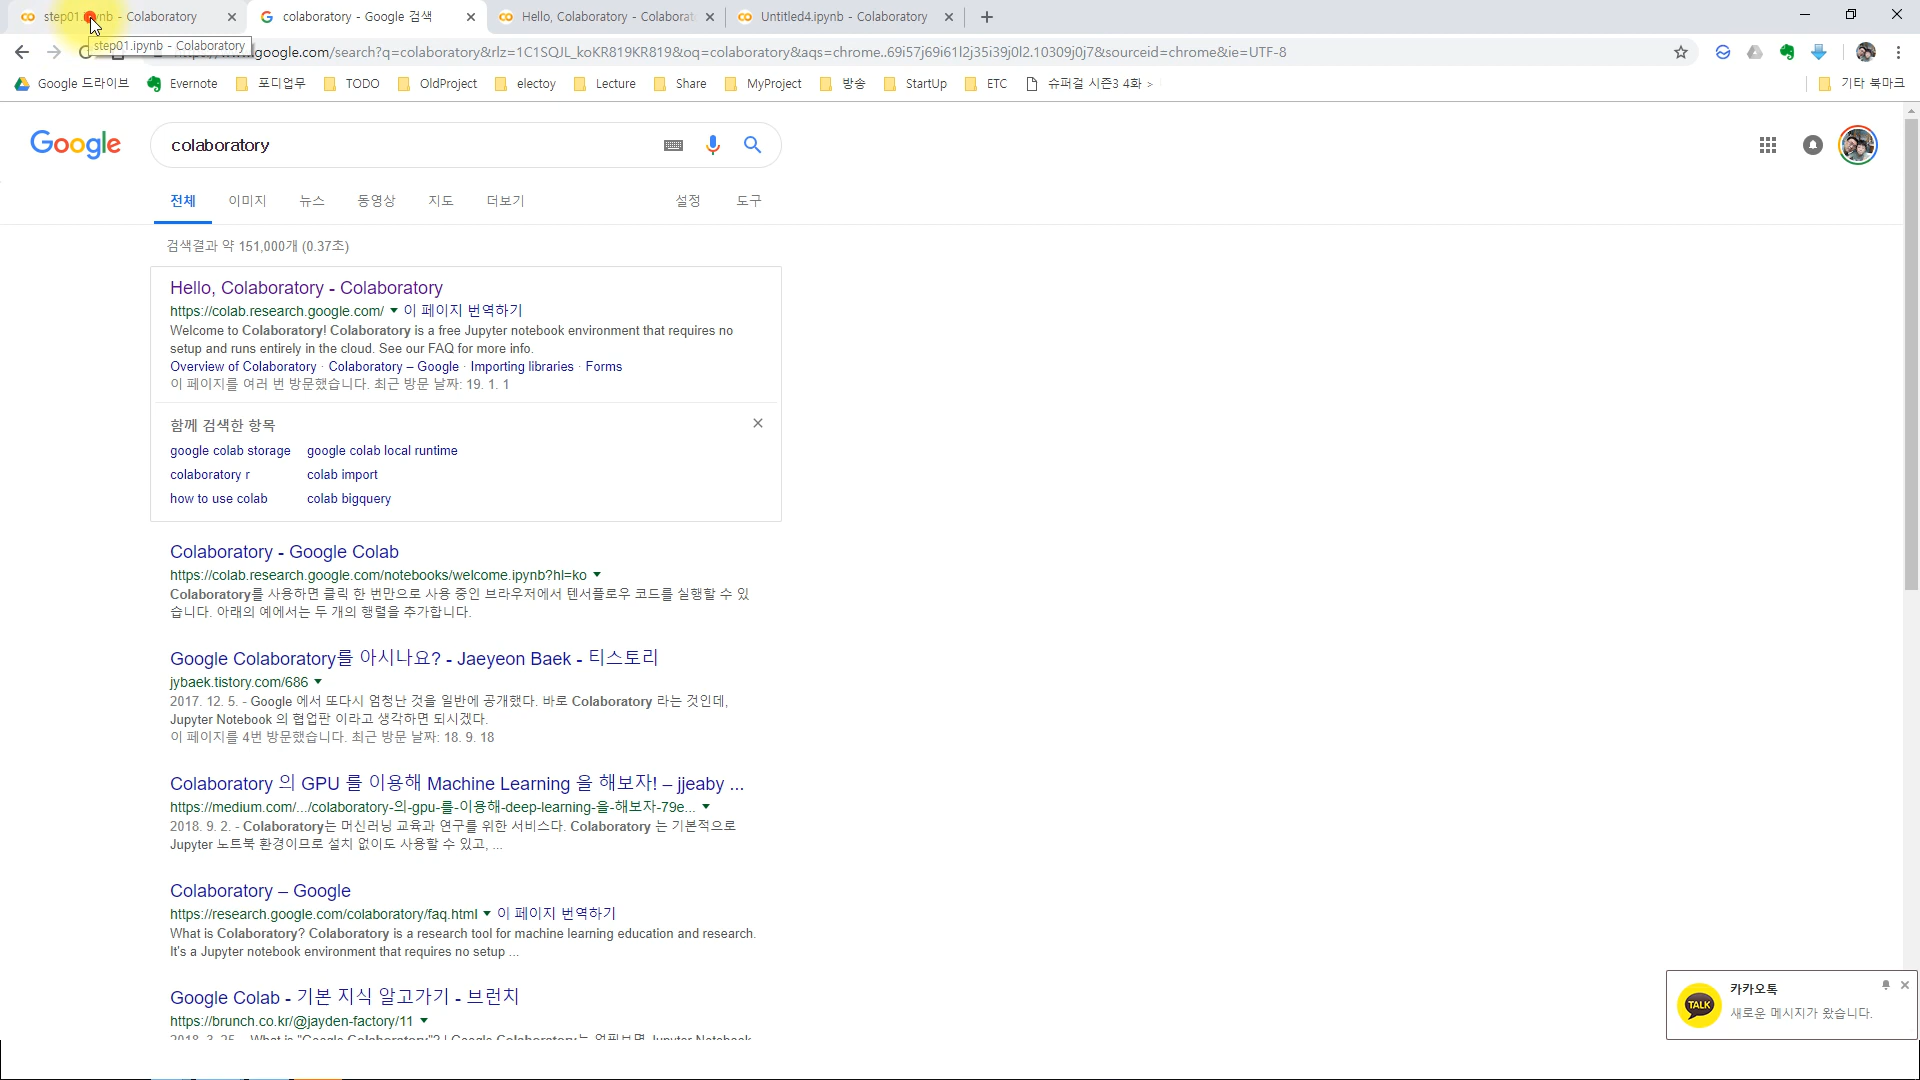 step01.ipynb - Colaboratory
colaboratory - Google 검색
Hello, Colaboratory - Colaborat
Untitled4.ipynb - Colaboratory
step01.ipynb - Colaboratory
google.com/search?q=colaboratory&rlz=1C1SQJL_koKR819KR819&oq=colaboratory&aqs=chrome..69i57j69i61l2j35i39j0l2.10309j0j7&sourceid=chrome&ie=UTF-8
Google 드라이브
Evernote
포디업무
TODO
OldProject
electoy
Lecture
Share
MyProject
방송
StartUp
ETC
슈퍼걸 시즌3 4화 >
기타 북마크
Google
colaboratory
전체 이미지 뉴스 동영상 지도 더보기 설정 도구
검색결과 약 151,000개 (0.37초)
Hello, Colaboratory - Colaboratory
https://colab.research.google.com/ ▼ 이 페이지 번역하기
Welcome to Colaboratory! Colaboratory is a free Jupyter notebook environment that requires no
setup and runs entirely in the cloud. See our FAQ for more info.
Overview of Colaboratory · Colaboratory – Google · Importing libraries · Forms
이 페이지를 여러 번 방문했습니다. 최근 방문 날짜: 19. 1. 1
함께 검색한 항목
google colab storage google colab local runtime
colaboratory r colab import
how to use colab colab bigquery
Colaboratory - Google Colab
https://colab.research.google.com/notebooks/welcome.ipynb?hl=ko ▼
Colaboratory를 사용하면 클릭 한 번만으로 사용 중인 브라우저에서 텐서플로우 코드를 실행할 수 있
습니다. 아래의 예에서는 두 개의 행렬을 추가합니다.
Google Colaboratory를 아시나요? - Jaeyeon Baek - 티스토리
jybaek.tistory.com/686 ▼
2017. 12. 5. - Google 에서 또다시 엄청난 것을 일반에 공개했다. 바로 Colaboratory 라는 것인데,
Jupyter Notebook 의 협업판 이라고 생각하면 되시겠다.
이 페이지를 4번 방문했습니다. 최근 방문 날짜: 18. 9. 18
Colaboratory 의 GPU 를 이용해 Machine Learning 을 해보자! – jjeaby ...
https://medium.com/.../colaboratory-의-gpu-를-이용해-deep-learning-을-해보자-79e... ▼
2018. 9. 2. - Colaboratory는 머신러닝 교육과 연구를 위한 서비스다. Colaboratory 는 기본적으로
Jupyter 노트북 환경이므로 설치 없이도 사용할 수 있고, ...
Colaboratory – Google
https://research.google.com/colaboratory/faq.html ▼ 이 페이지 번역하기
What is Colaboratory? Colaboratory is a research tool for machine learning education and research.
It's a Jupyter notebook environment that requires no setup ...
Google Colab - 기본 지식 알고가기 - 브런치
https://brunch.co.kr/@jayden-factory/11 ▼
2018. 3. 25. - What is "Google Colaboratory"? | Google Colaboratory는
TALK
카카오톡
새로운 메시지가 왔습니다.